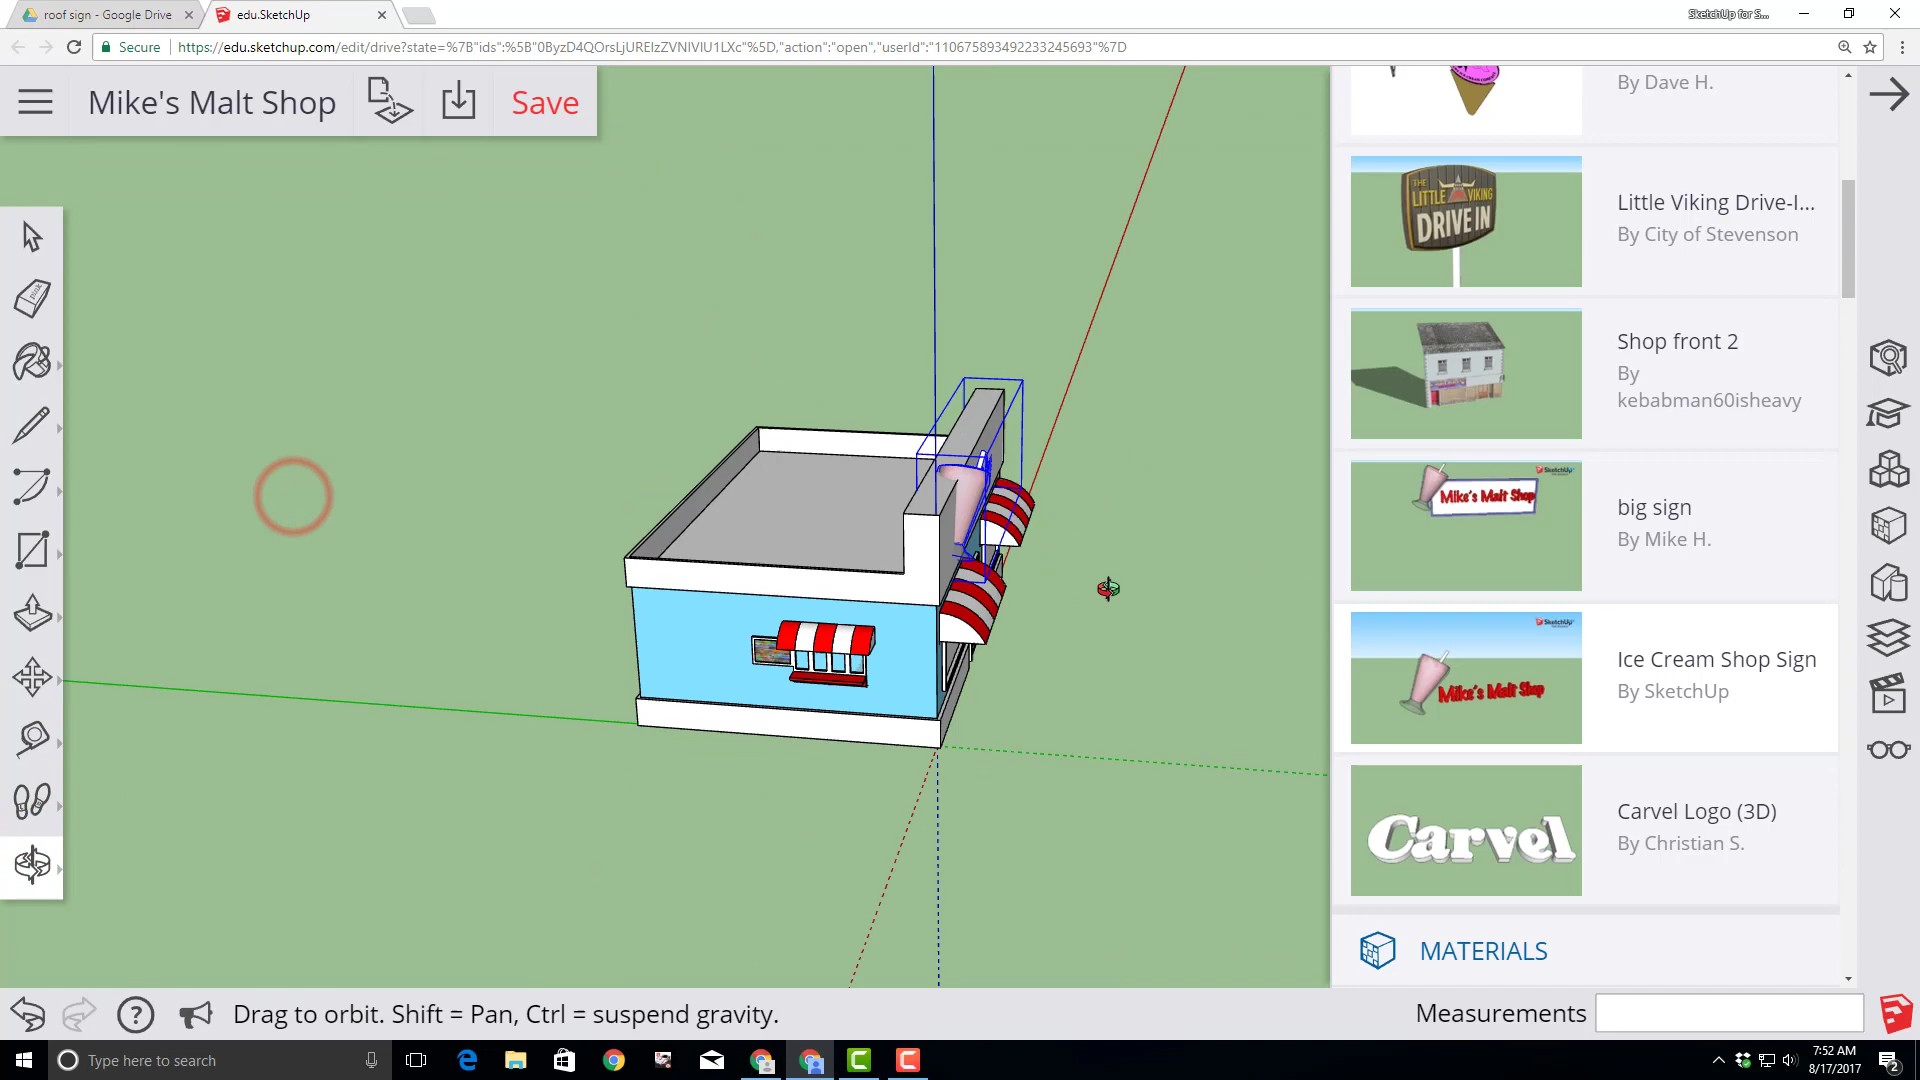 roof sign - Google Drive
edu.SketchUp
SketchUp for S...
Secure
https://edu.sketchup.com/edit/drive?state=%7B"ids":%5B"0ByzD4QOrsLjUREIzZVNIVlU1LXc"%5D,"action":"open","userId":"110675893492233245693"%7D
Mike's Malt Shop
Save
By Dave H.
THE
LITTLE VIKING
DRIVE IN
Little Viking Drive-I...
By City of Stevenson
Shop front 2
By
kebabman60isheavy
SketchUp
Mike's Malt Shop
big sign
By Mike H.
SketchUp
Mike's Malt Shop
Ice Cream Shop Sign
By SketchUp
Carvel
Carvel Logo (3D)
By Christian S.
MATERIALS
Drag to orbit. Shift = Pan, Ctrl = suspend gravity.
Measurements
Type here to search
7:52 AM
8/17/2017
2